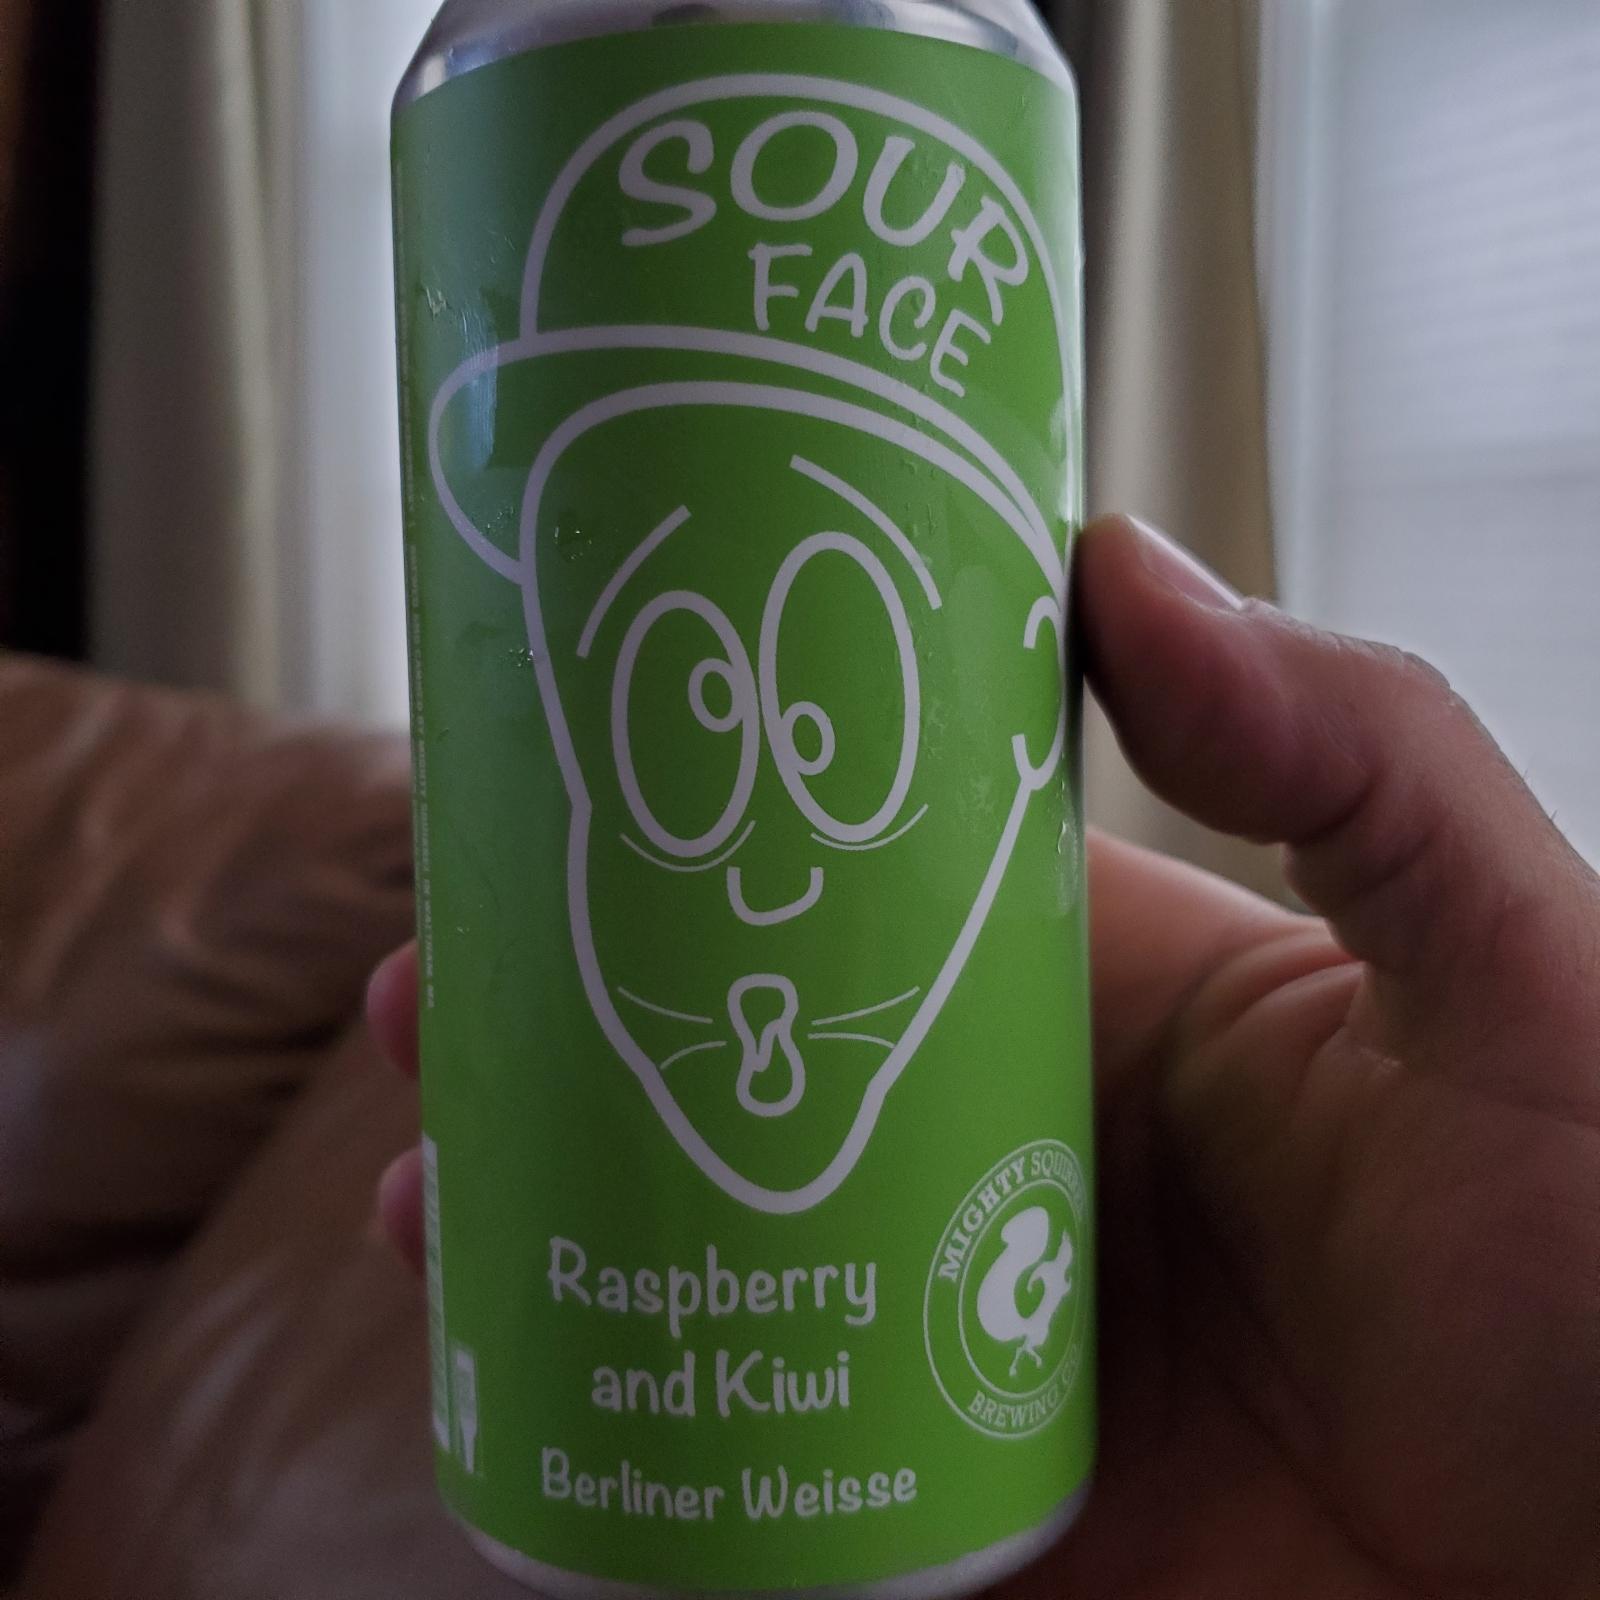 SOUR
FACE
Raspberry
and Kiwi
Berliner Weisse
MIGHTY SQUIRREL
BREWING CO.